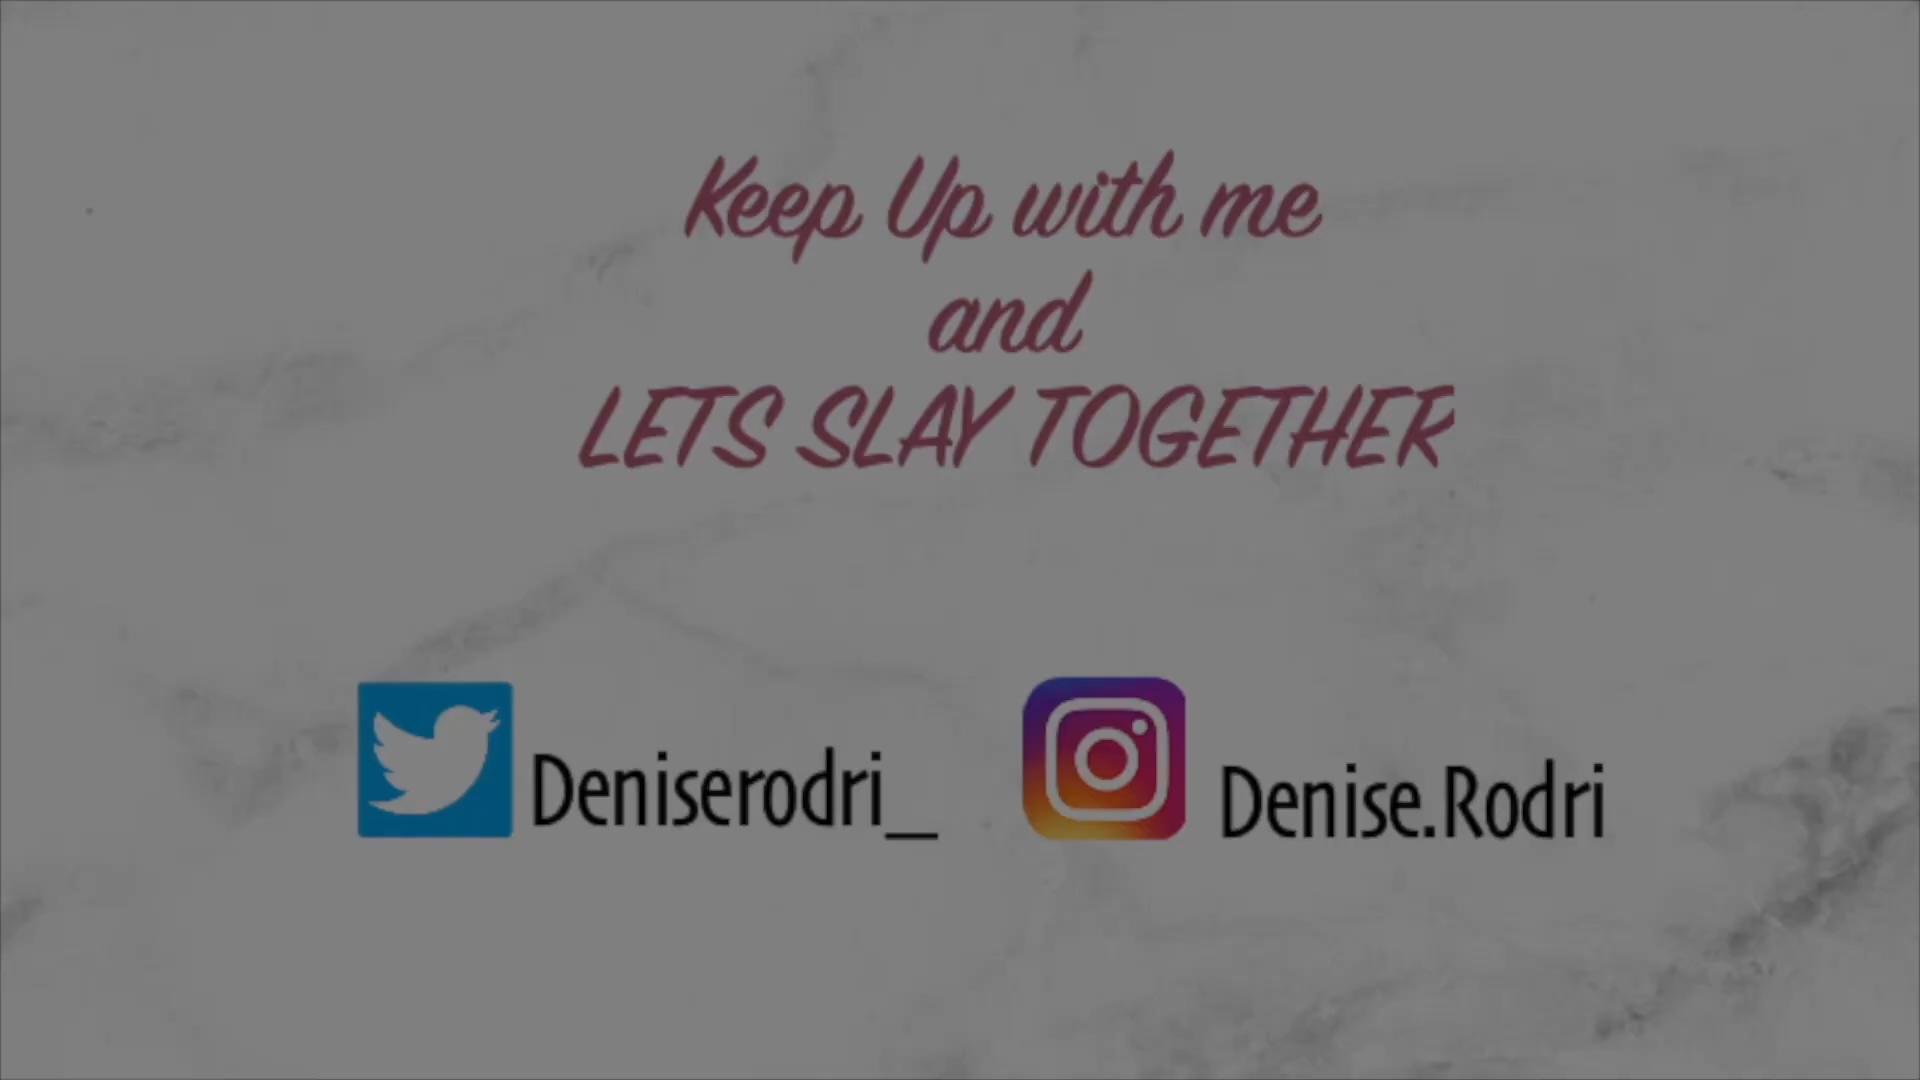 Keep Up with me
and
LETS SLAY TOGETHER
Deniserodri_
Denise.Rodri